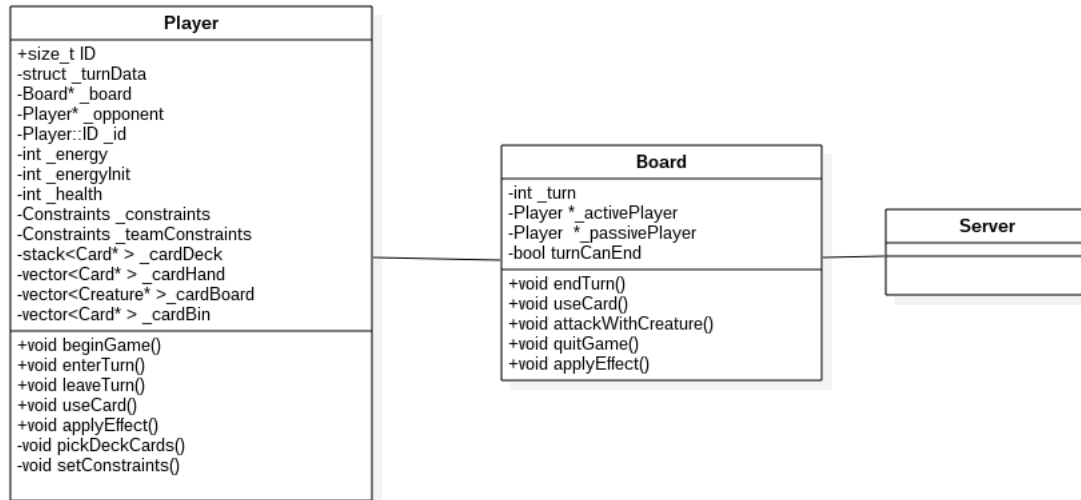 Player
+size_t ID
-struct _turnData
-Board* _board
-Player* _opponent
-Player::ID _id
-int _energy
-int _energyInit
-int _health
-Constraints _constraints
-Constraints _teamConstraints
-stack<Card* > _cardDeck
-vector<Card* > _cardHand
-vector<Creature* >_cardBoard
-vector<Card* > _cardBin
+void beginGame()
+void enterTurn()
+void leaveTurn()
+void useCard()
+void applyEffect()
-void pickDeckCards()
-void setConstraints()
Board
-int _turn
-Player *_activePlayer
-Player  *_passivePlayer
-bool turnCanEnd
+void endTurn()
+void useCard()
+void attackWithCreature()
+void quitGame()
+void applyEffect()
Server